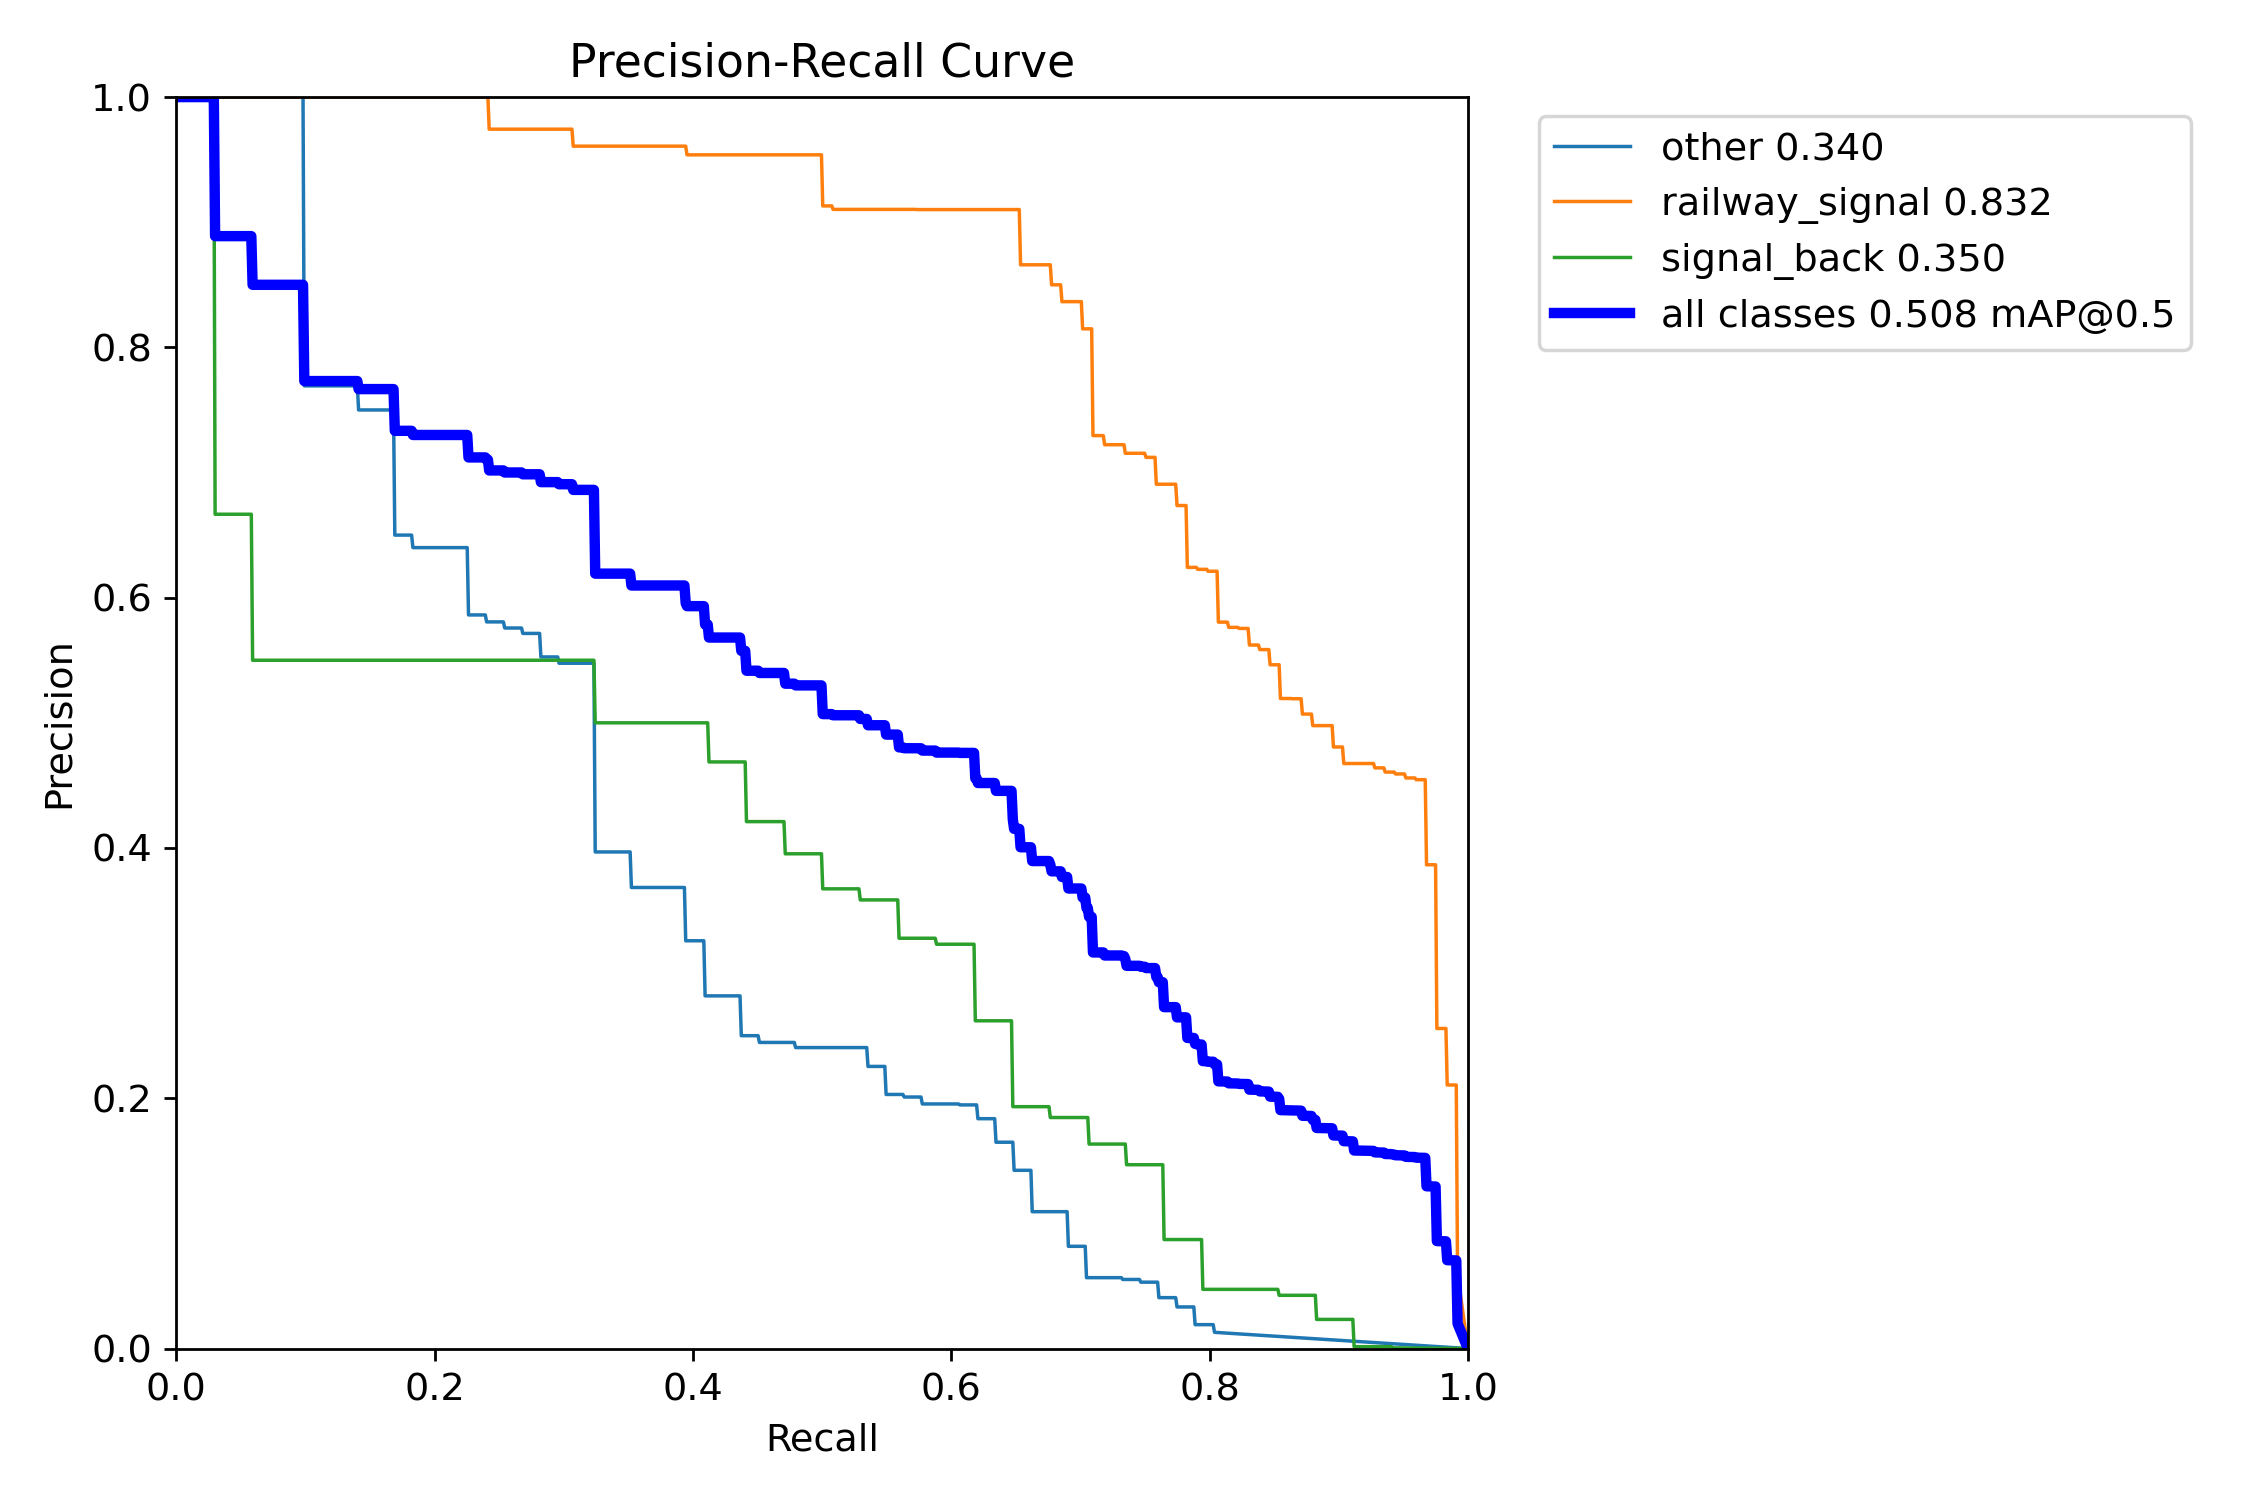 Precision-Recall Curve
1.0
0.8
0.6
0.4
0.2
0.0
Precision
0.0 0.2 0.4 0.6 0.8 1.0
Recall
other 0.340
railway_signal 0.832
signal_back 0.350
all classes 0.508 mAP@0.5